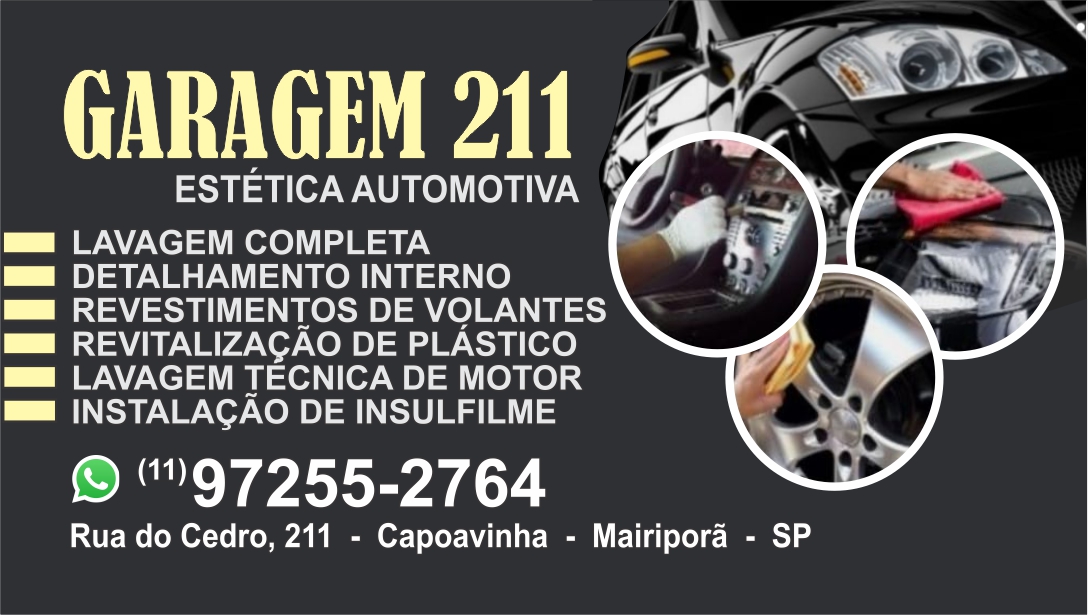 GARAGEM 211
ESTÉTICA AUTOMOTIVA
LAVAGEM COMPLETA
DETALHAMENTO INTERNO
REVESTIMENTOS DE VOLANTES
REVITALIZAÇÃO DE PLÁSTICO
LAVAGEM TÉCNICA DE MOTOR
INSTALAÇÃO DE INSULFILME
(11) 97255-2764
Rua do Cedro, 211 - Capoavinha - Mairiporã - SP